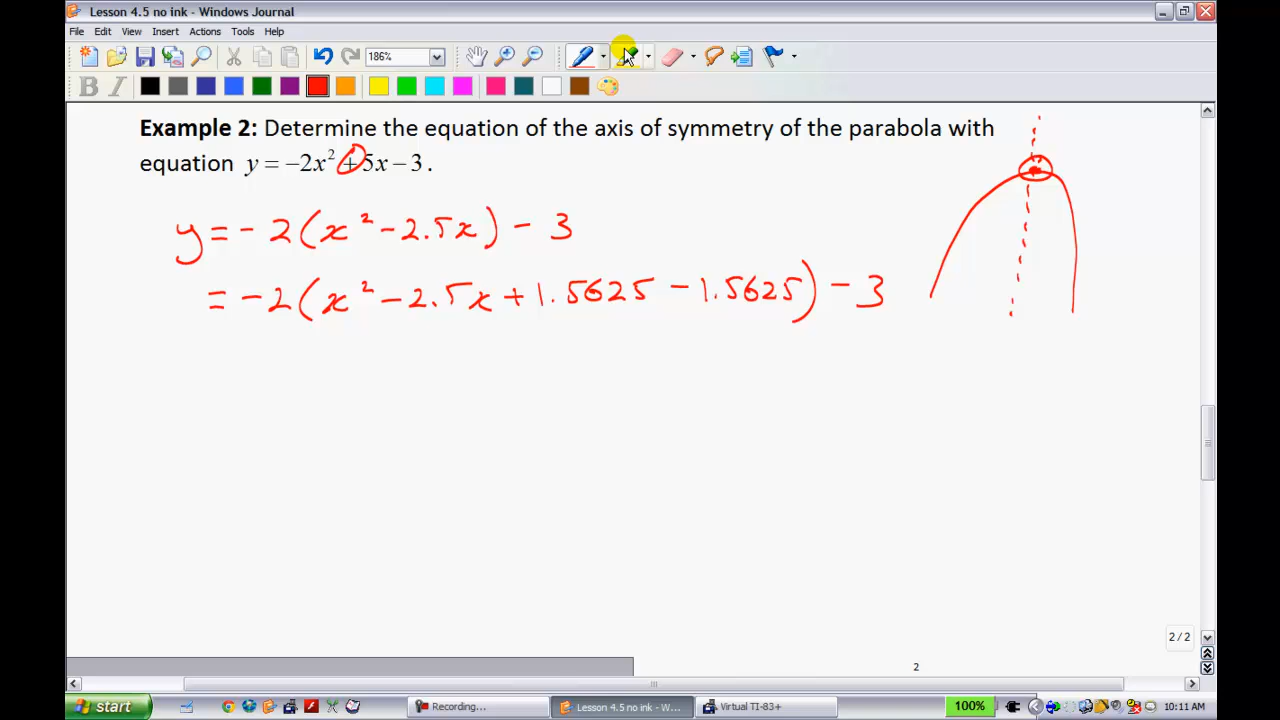 Lesson 4.5 no ink - Windows Journal
File Edit View Insert Actions Tools Help
186%
B I
Example 2: Determine the equation of the axis of symmetry of the parabola with
equation y = −2x² + 5x − 3.
y = - 2(x² - 2.5x) - 3
= - 2(x² - 2.5x + 1.5625 - 1.5625) - 3
2 / 2
2
start
Recording...
Lesson 4.5 no ink - W...
Virtual TI-83+
100%
10:11 AM